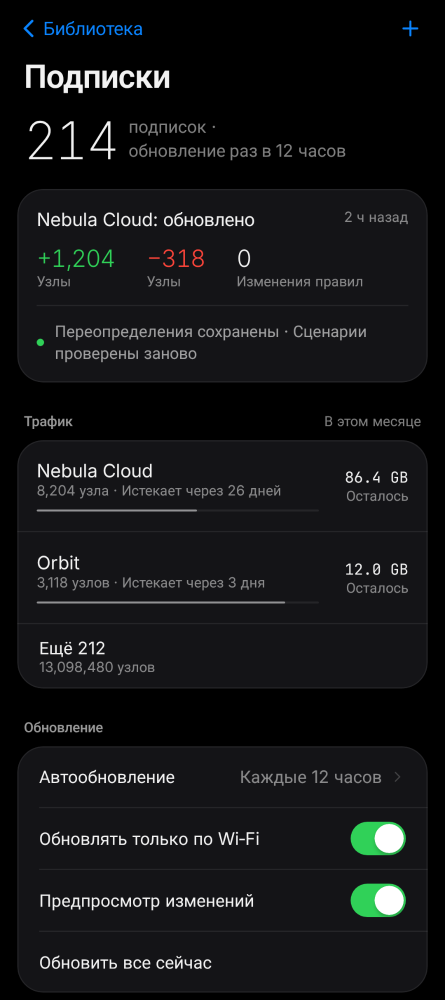 Библиотека
Подписки
214
подписок ·
обновление раз в 12 часов
Nebula Cloud: обновлено
2 ч назад
+1,204
−318
0
Узлы
Узлы
Изменения правил
Переопределения сохранены · Сценарии
проверены заново
Трафик
В этом месяце
Nebula Cloud
8,204 узла · Истекает через 26 дней
86.4 GB
Осталось
Orbit
3,118 узлов · Истекает через 3 дня
12.0 GB
Осталось
Ещё 212
13,098,480 узлов
Обновление
Автообновление
Каждые 12 часов
Обновлять только по Wi-Fi
Предпросмотр изменений
Обновить все сейчас